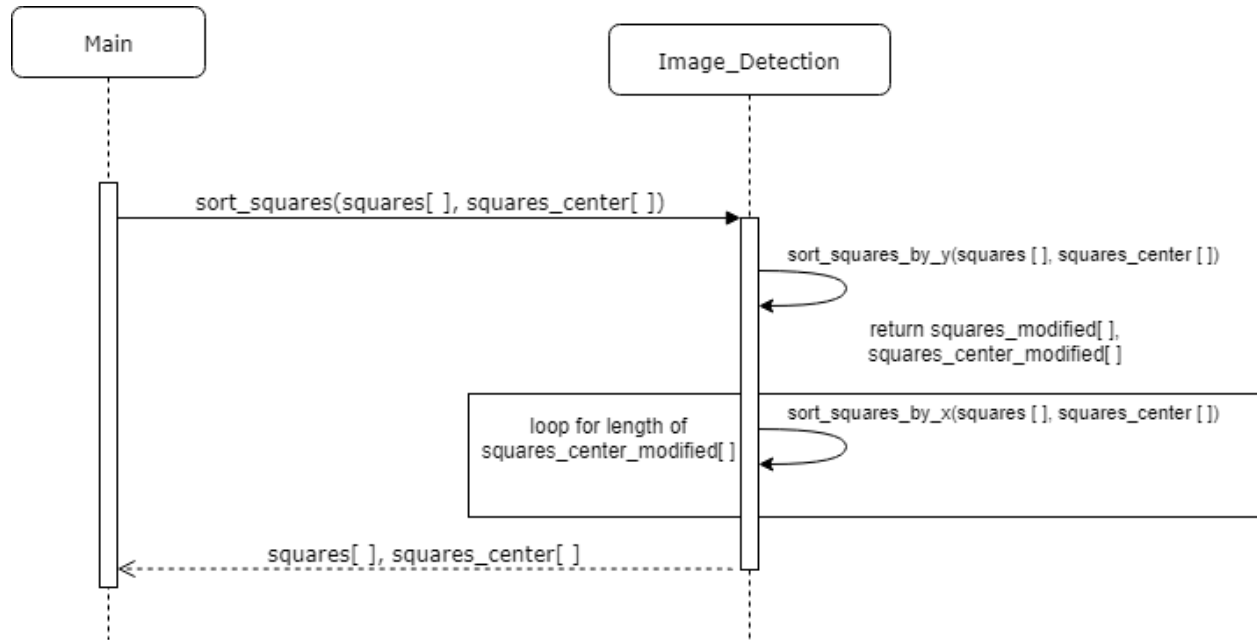 Main
Image_Detection
sort_squares(squares[ ], squares_center[ ])
sort_squares_by_y(squares [ ], squares_center [ ])
return squares_modified[ ],
squares_center_modified[ ]
loop for length of
squares_center_modified[ ]
sort_squares_by_x(squares [ ], squares_center [ ])
squares[ ], squares_center[ ]